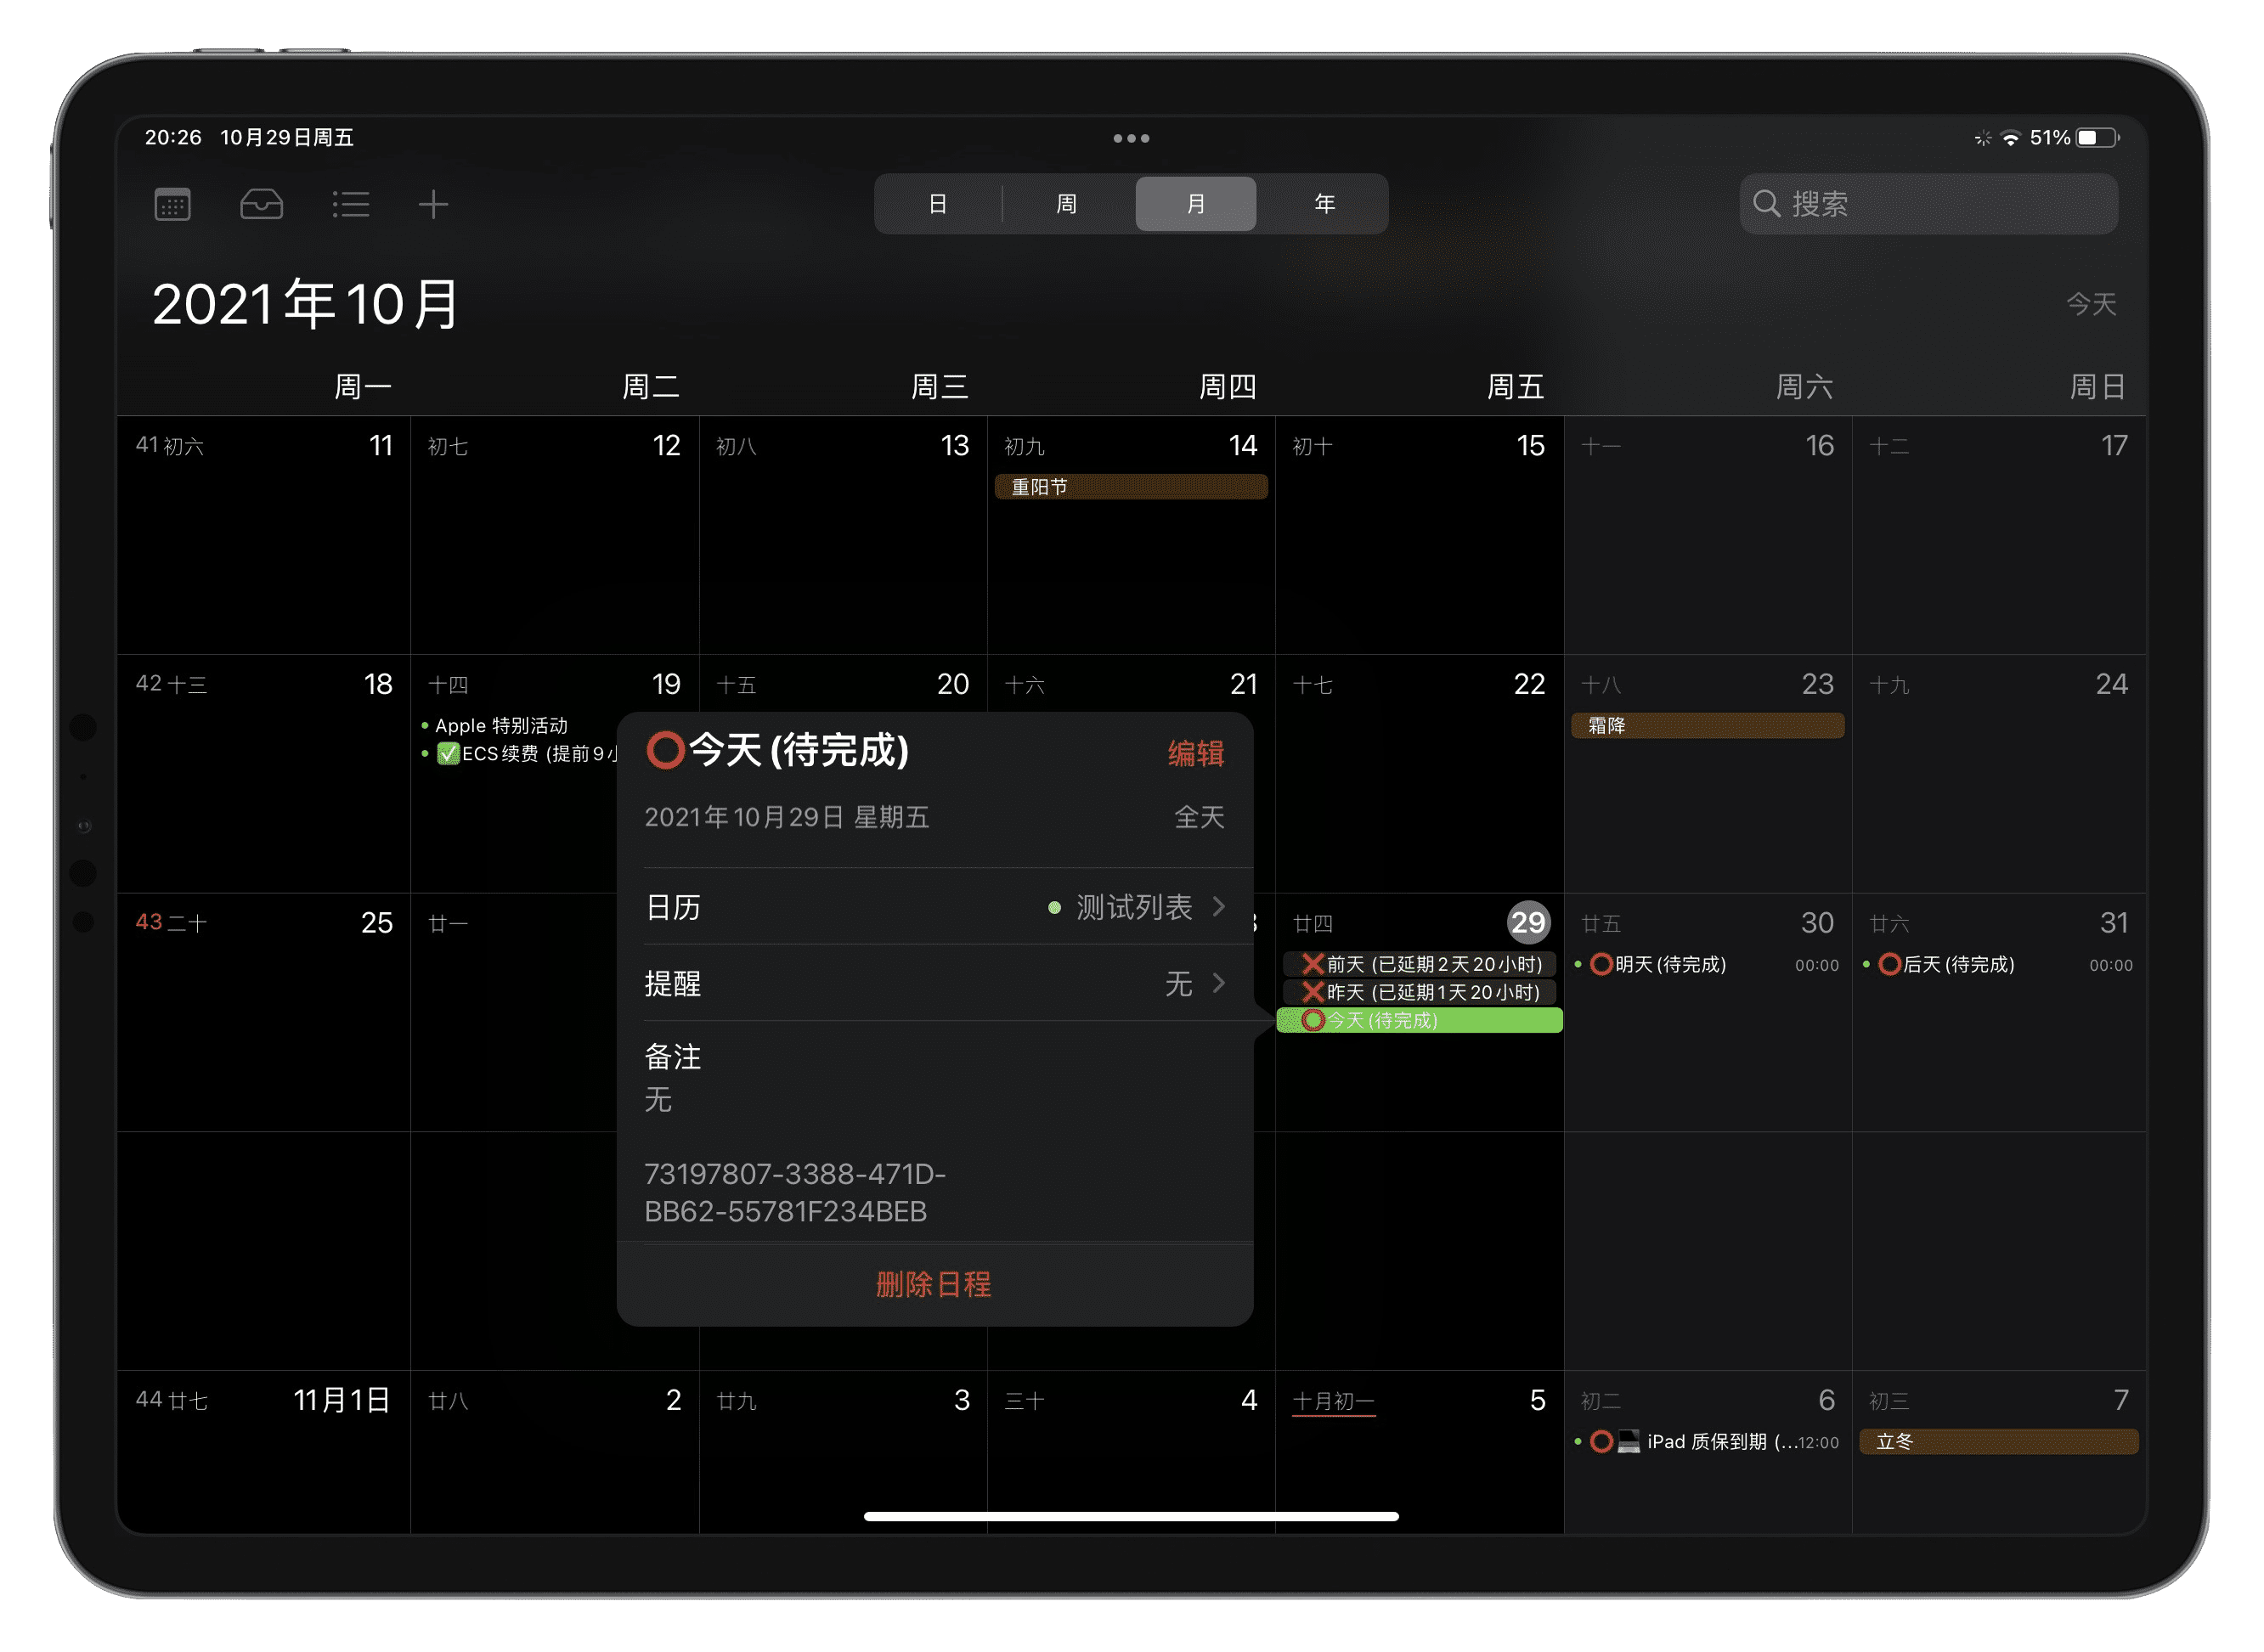 20:26 10月29日周五
51%
日 周 月 年
搜索
2021年10月
今天
周一 周二 周三 周四 周五 周六 周日
41 初六 11 初七 12 初八 13 初九 14 初十 15 十一 16 十二 17
重阳节
42 十三 18 十四 19 十五 20 十六 21 十七 22 十八 23 十九 24
Apple 特别活动
✅ECS 续费 (提前9小
霜降
⭕今天 (待完成)
编辑
2021年10月29日 星期五
全天
日历
测试列表
提醒
无
备注
无
73197807-3388-471D-
BB62-55781F234BEB
删除日程
43 二十 25 廿一 廿四 29 廿五 30 廿六 31
❌前天 (已延期2天20小时)
❌昨天 (已延期1天20小时)
⭕今天 (待完成)
⭕明天 (待完成) 00:00
⭕后天 (待完成) 00:00
44 廿七 11月1日 廿八 2 廿九 3 三十 4 十月初一 5 初二 6 初三 7
⭕💻 iPad 质保到期 (...12:00
立冬